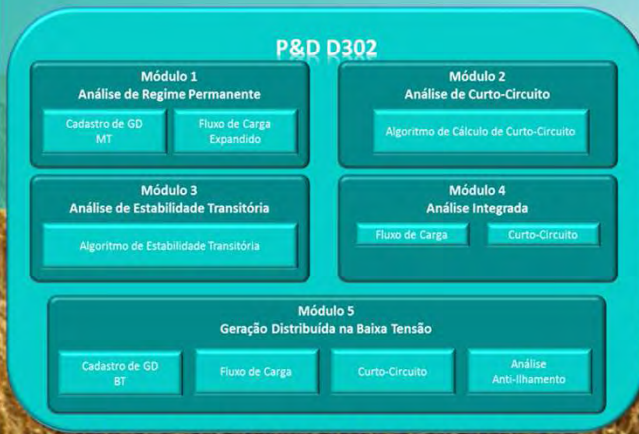 P&D D302
Módulo 1
Análise de Regime Permanente
Cadastro de GD
MT
Fluxo de Carga
Expandido
Módulo 2
Análise de Curto-Circuito
Algoritmo de Cálculo de Curto-Circuito
Módulo 3
Análise de Estabilidade Transitória
Algoritmo de Estabilidade Transitória
Módulo 4
Análise Integrada
Fluxo de Carga
Curto-Circuito
Módulo 5
Geração Distribuída na Baixa Tensão
Cadastro de GD
BT
Fluxo de Carga
Curto-Circuito
Análise
Anti-Ilhamento